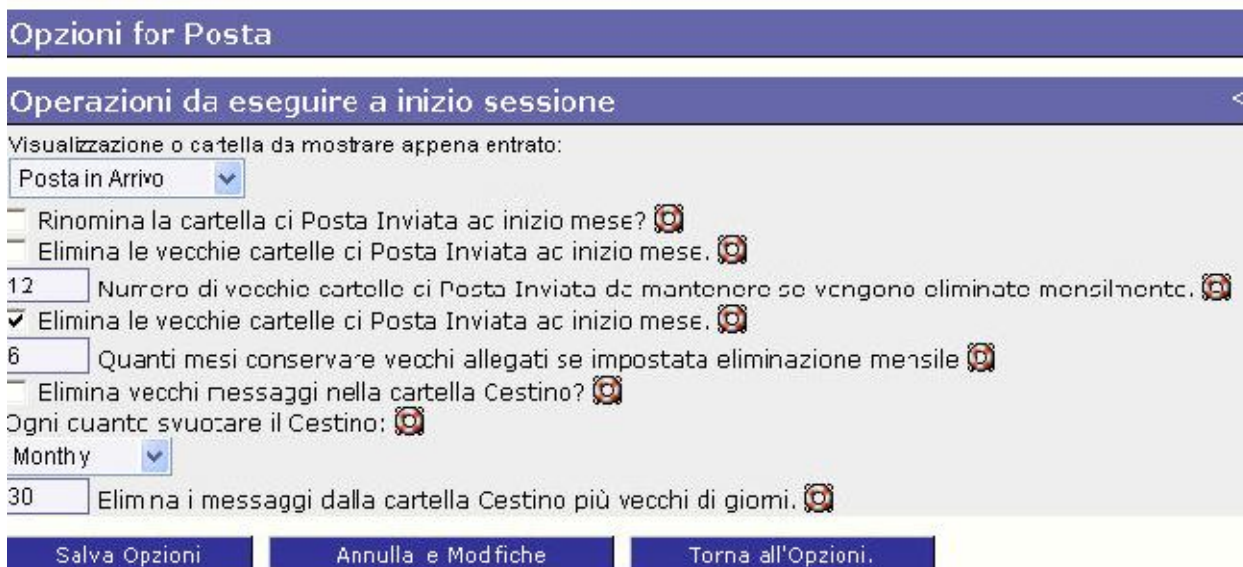 Opzioni for Posta
Operazioni da eseguire a inizio sessione <
Visualizzazione o cartella da mostrare appena entrato:
Posta in Arrivo
Rinomina la cartella di Posta Inviata ad inizio mese?
Elimina le vecchie cartelle di Posta Inviata ad inizio mese.
12 Numero di vecchie cartelle di Posta Inviata da mantenere se vengono eliminate mensilmente.
Elimina le vecchie cartelle di Posta Inviata ad inizio mese.
6 Quanti mesi conservare vecchi allegati se impostata eliminazione mensile
Elimina vecchi messaggi nella cartella Cestino?
Ogni quanto svuotare il Cestino:
Monthly
30 Elimina i messaggi dalla cartella Cestino più vecchi di giorni.
Salva Opzioni Annulla le Modifiche Torna all'Opzioni.